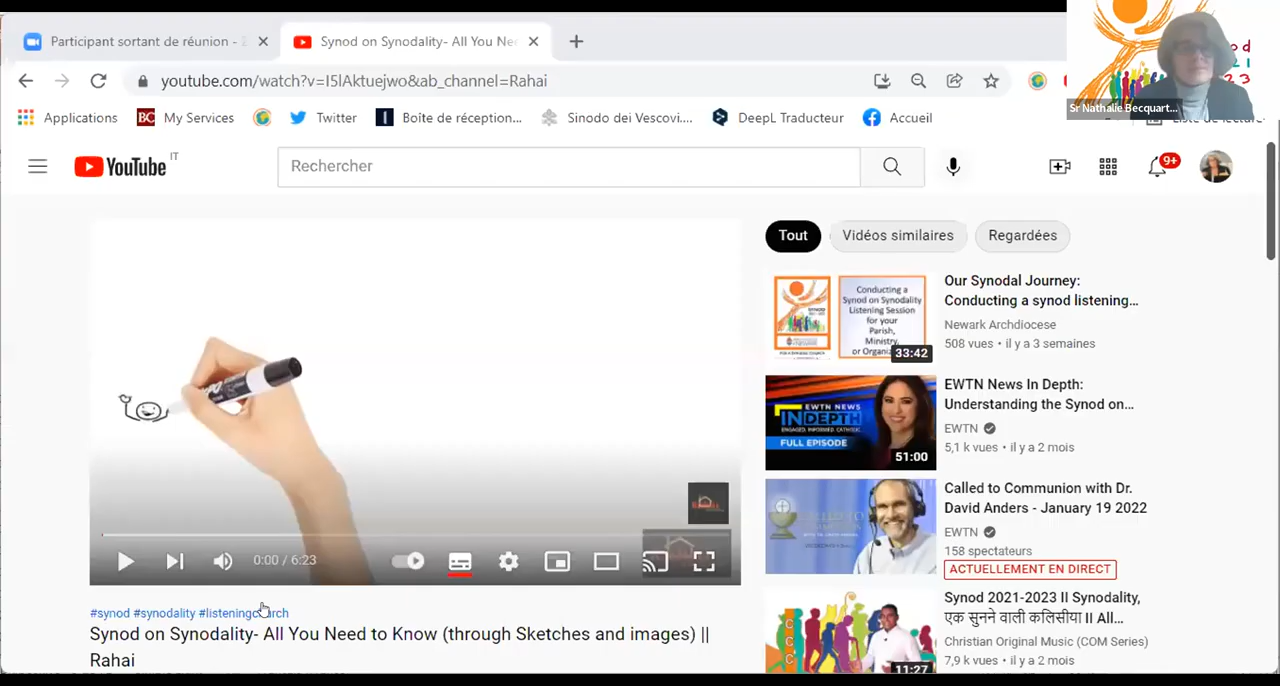 Participant sortant de réunion -
Synod on Synodality- All You Ne
youtube.com/watch?v=I5lAktuejwo&ab_channel=Rahai
Applications
My Services
Twitter
Boîte de réception...
Sinodo dei Vescovi....
DeepL Traducteur
Accueil
Sr Nathalie Becquart...
YouTube IT
Rechercher
9+
Tout
Vidéos similaires
Regardées
Conducting a
Synod on Synodality
Listening Session
for your
Parish,
Ministry,
33:42
Our Synodal Journey:
Conducting a synod listening...
Newark Archdiocese
508 vues • il y a 3 semaines
EWTN NEWS
IN DEPTH
ENGAGED. INFORMED. CATHOLIC.
FULL EPISODE
51:00
EWTN News In Depth:
Understanding the Synod on...
EWTN
5,1 k vues • il y a 2 mois
Called to Communion with Dr.
David Anders - January 19 2022
EWTN
158 spectateurs
ACTUELLEMENT EN DIRECT
CCC
11:27
Synod 2021-2023 II Synodality,
एक सुनने वाली कलिसीया II All...
Christian Original Music (COM Series)
7,9 k vues • il y a 2 mois
0:00 / 6:23
#synod #synodality #listeningchurch
Synod on Synodality- All You Need to Know (through Sketches and images) ||
Rahai